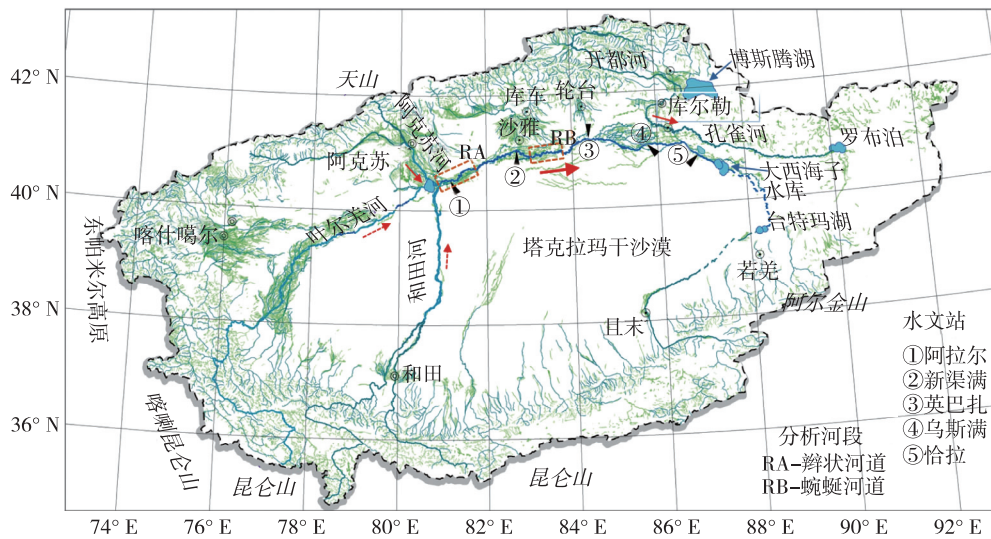 42° N
40° N
38° N
36° N
天山
开都河
博斯腾湖
库车
轮台
库尔勒
阿克苏河
沙雅
孔雀河
罗布泊
阿克苏
RA
RB
①
②
③
④
⑤
大西海子
水库
台特玛湖
喀什噶尔
叶尔羌河
和田河
塔克拉玛干沙漠
若羌
东帕米尔高原
阿尔金山
且末
和田
喀喇昆仑山
昆仑山
昆仑山
水文站
①阿拉尔
②新渠满
③英巴扎
④乌斯满
⑤恰拉
分析河段
RA-辫状河道
RB-蜿蜒河道
74° E
76° E
78° E
80° E
82° E
84° E
86° E
88° E
90° E
92° E